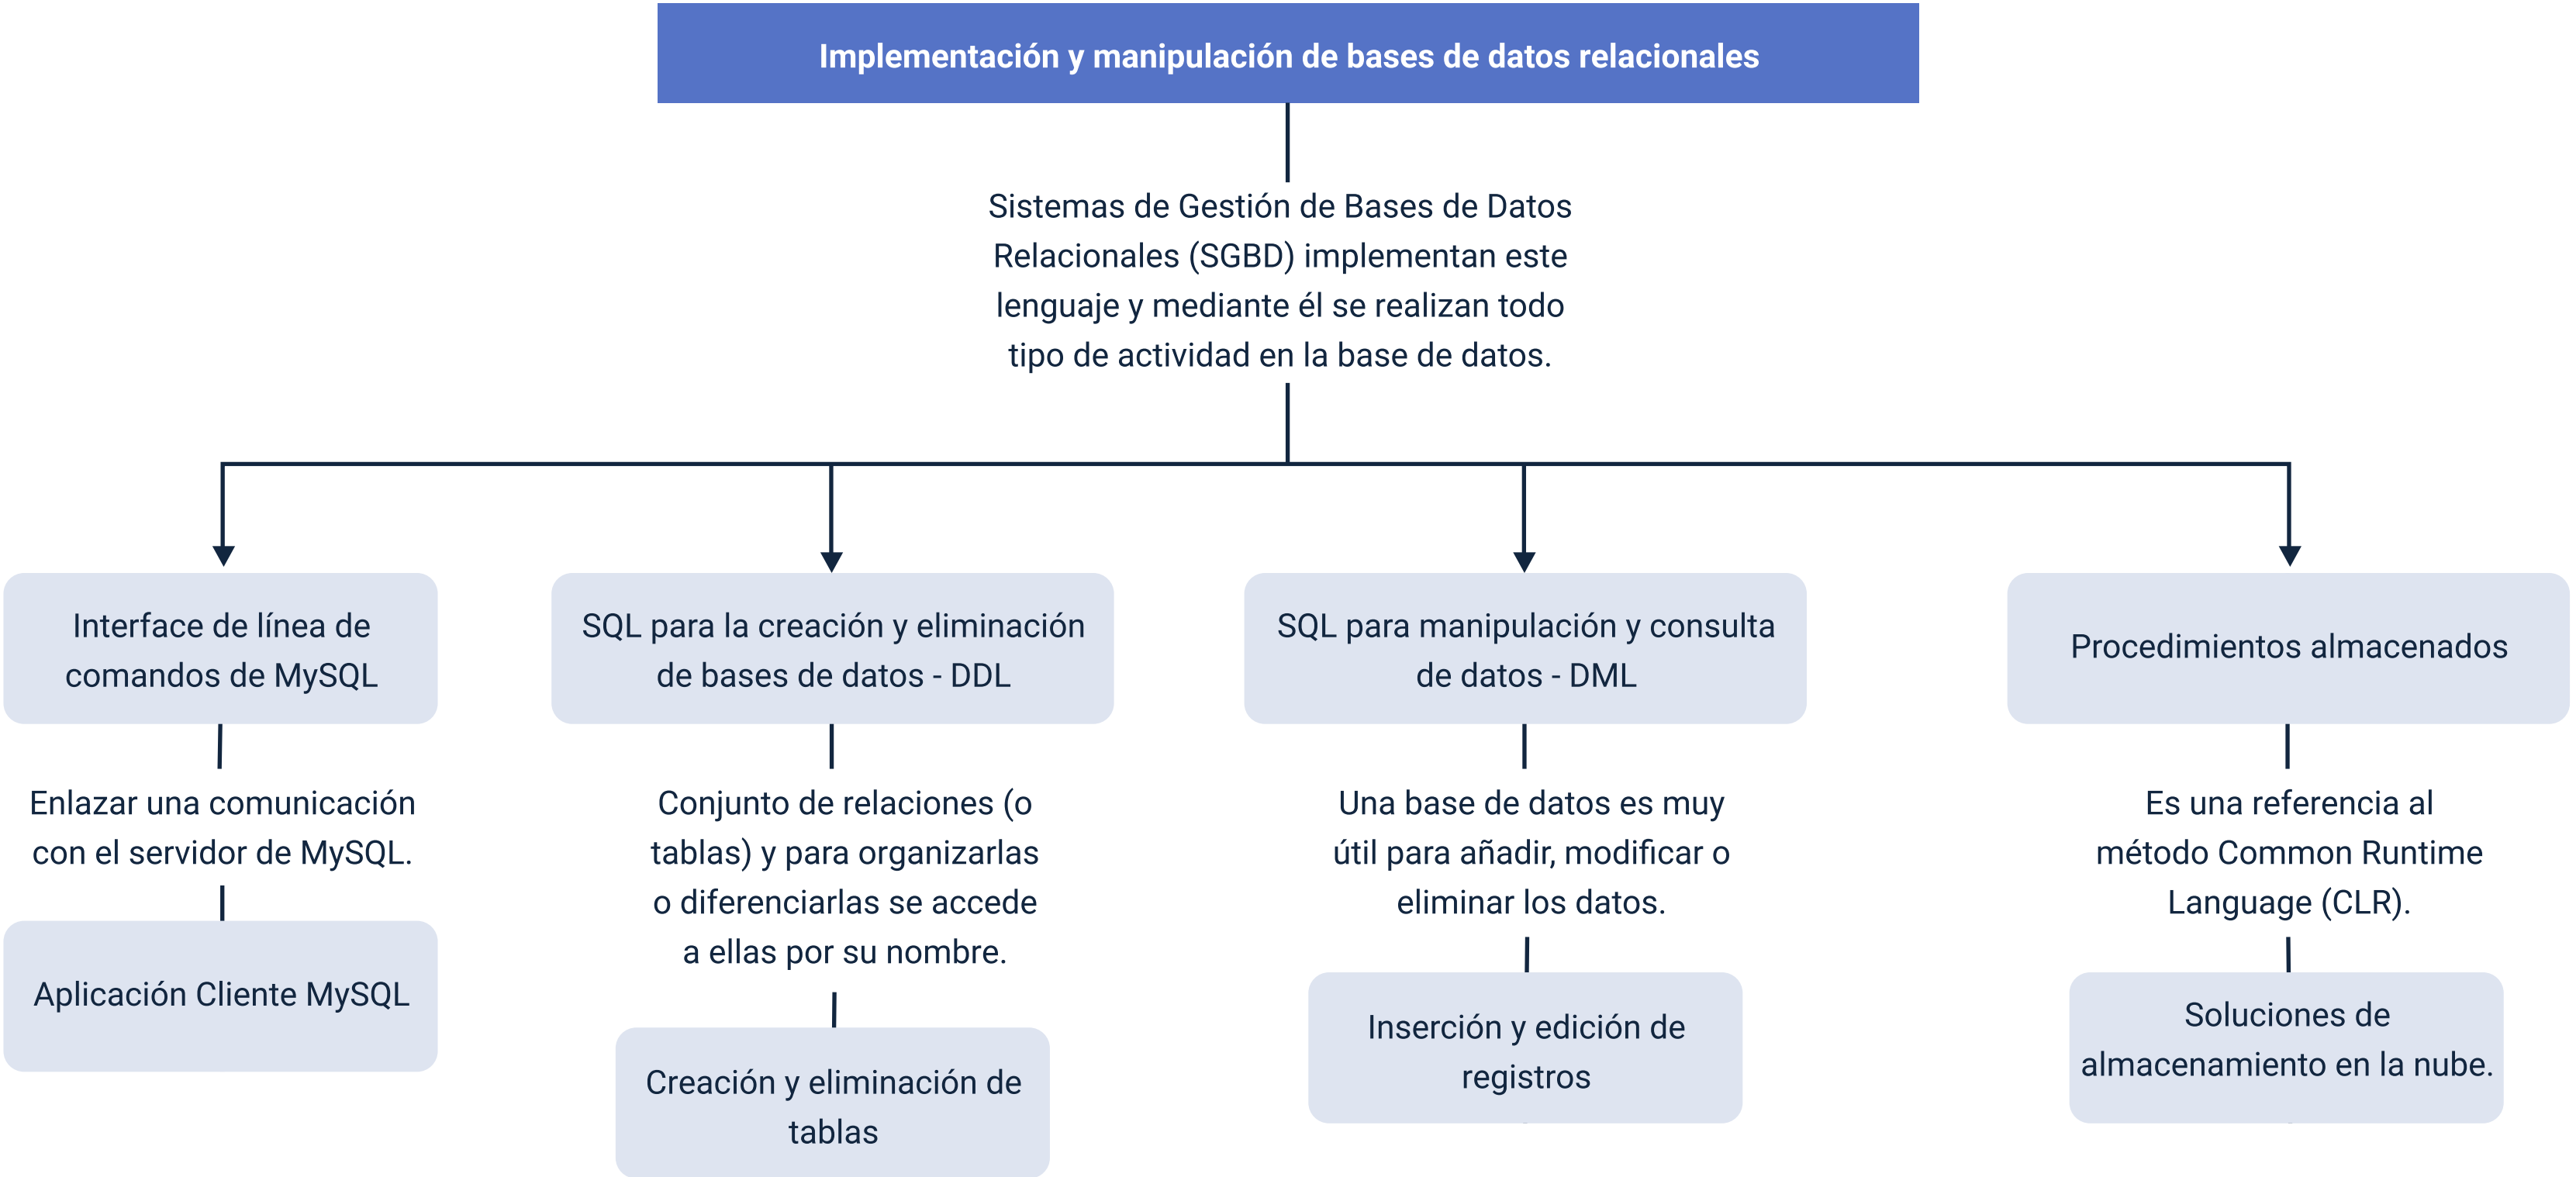 Implementación y manipulación de bases de datos relacionales
Sistemas de Gestión de Bases de Datos
Relacionales (SGBD) implementan este
lenguaje y mediante él se realizan todo
tipo de actividad en la base de datos.
Interface de línea de
comandos de MySQL
Enlazar una comunicación
con el servidor de MySQL.
Aplicación Cliente MySQL
SQL para la creación y eliminación
de bases de datos - DDL
Conjunto de relaciones (o
tablas) y para organizarlas
o diferenciarlas se accede
a ellas por su nombre.
Creación y eliminación de
tablas
SQL para manipulación y consulta
de datos - DML
Una base de datos es muy
útil para añadir, modificar o
eliminar los datos.
Inserción y edición de
registros
Procedimientos almacenados
Es una referencia al
método Common Runtime
Language (CLR).
Soluciones de
almacenamiento en la nube.